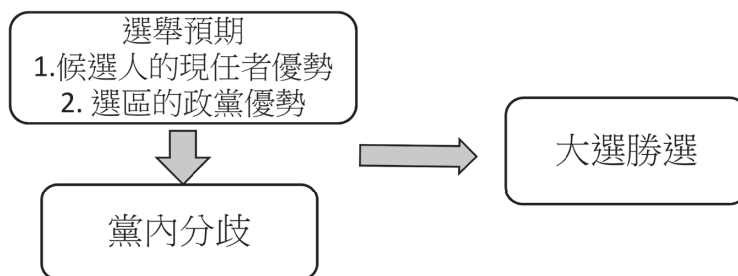 選舉預期
1.候選人的現任者優勢
2. 選區的政黨優勢
大選勝選
黨內分歧